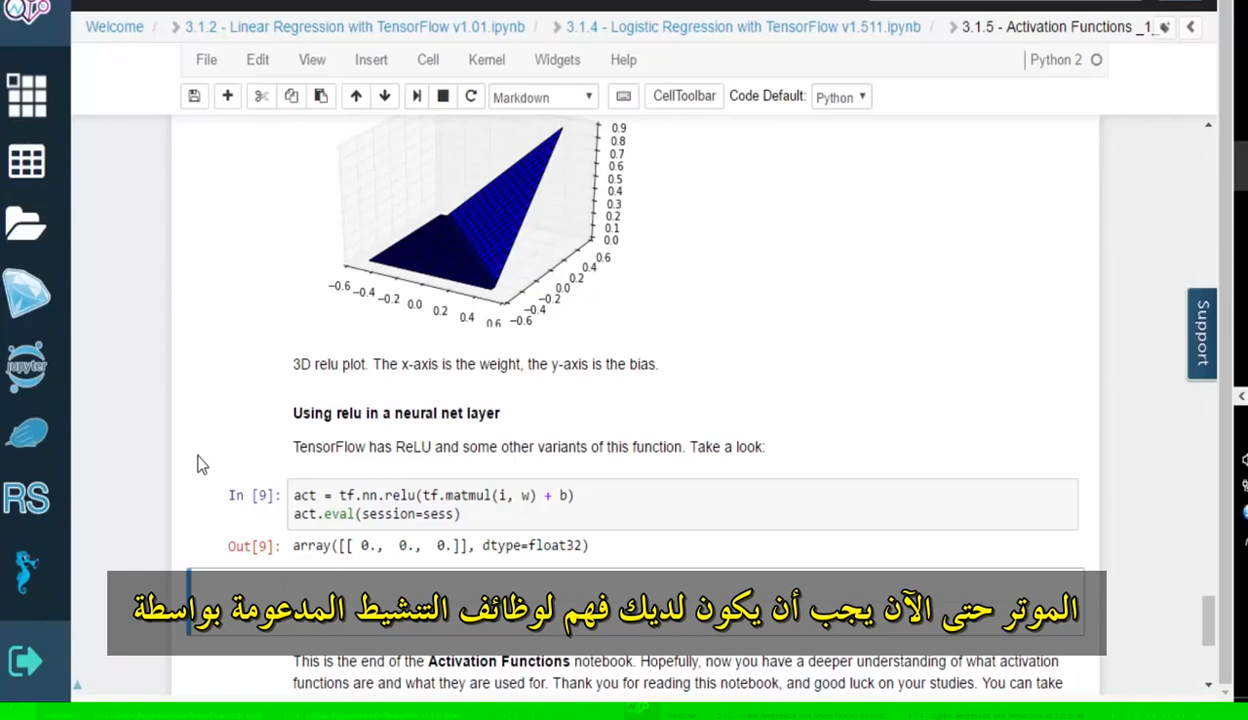 Welcome / 3.1.2 - Linear Regression with TensorFlow v1.01.ipynb / 3.1.4 - Logistic Regression with TensorFlow v1.511.ipynb / 3.1.5 - Activation Functions _1_
File Edit View Insert Cell Kernel Widgets Help Python 2
Markdown CellToolbar Code Default: Python
0.9
0.8
0.7
0.6
0.5
0.4
0.3
0.2
0.1
0.0
−0.6 −0.4 −0.2 0.0 0.2 0.4 0.6
−0.6 −0.4 −0.2 0.0 0.2 0.4 0.6
3D relu plot. The x-axis is the weight, the y-axis is the bias.
Using relu in a neural net layer
TensorFlow has ReLU and some other variants of this function. Take a look:
In [9]: act = tf.nn.relu(tf.matmul(i, w) + b)
act.eval(session=sess)
Out[9]: array([[ 0., 0., 0.]], dtype=float32)
الموتر حتى الآن يجب أن يكون لديك فهم لوظائف التنشيط المدعومة بواسطة
This is the end of the Activation Functions notebook. Hopefully, now you have a deeper understanding of what activation
functions are and what they are used for. Thank you for reading this notebook, and good luck on your studies. You can take
Support
jupyter
RS